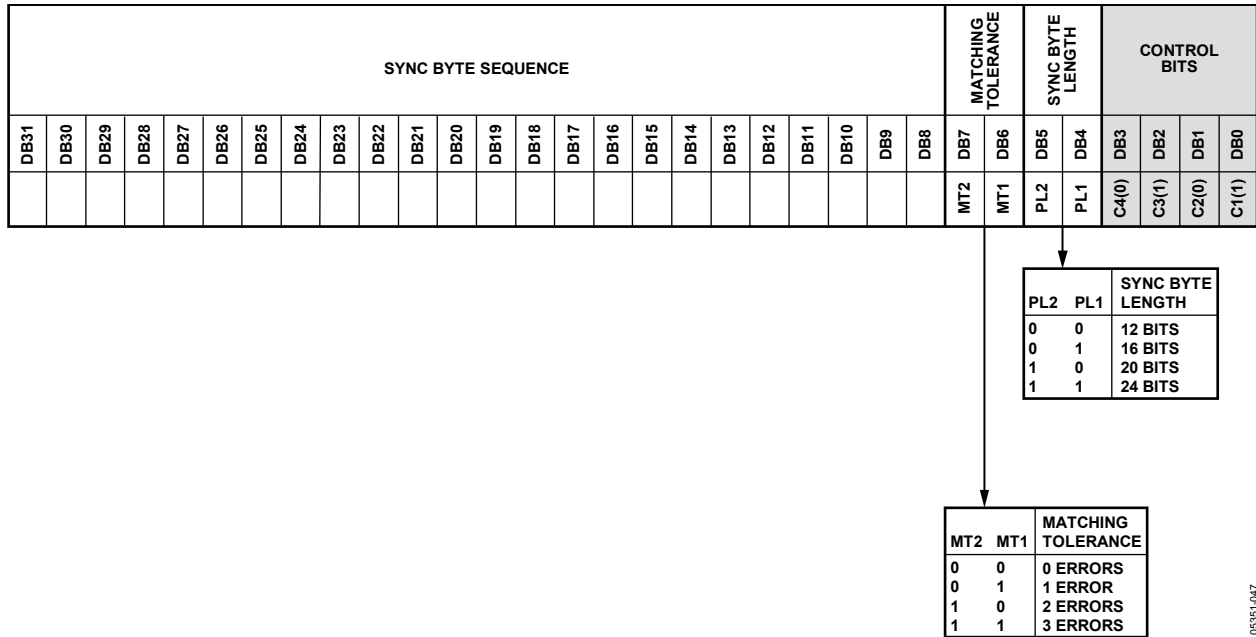 SYNC BYTE SEQUENCE
MATCHING
TOLERANCE
SYNC BYTE
LENGTH
CONTROL
BITS
DB31 DB30 DB29 DB28 DB27 DB26 DB25 DB24 DB23 DB22 DB21 DB20 DB19 DB18 DB17 DB16 DB15 DB14 DB13 DB12 DB11 DB10 DB9 DB8 DB7 DB6 DB5 DB4 DB3 DB2 DB1 DB0
MT2 MT1 PL2 PL1 C4(0) C3(1) C2(0) C1(1)
SYNC BYTE
PL2 PL1 LENGTH
0 0 12 BITS
0 1 16 BITS
1 0 20 BITS
1 1 24 BITS
MATCHING
MT2 MT1 TOLERANCE
0 0 0 ERRORS
0 1 1 ERROR
1 0 2 ERRORS
1 1 3 ERRORS
05351-047